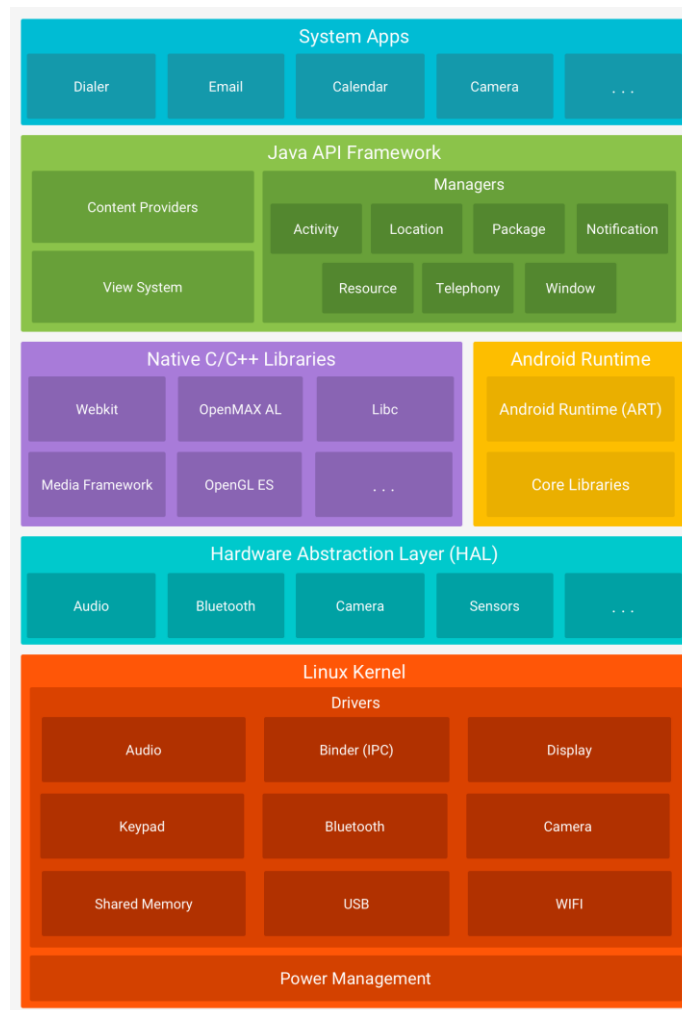 System Apps
Dialer
Email
Calendar
Camera
. . .
Java API Framework
Content Providers
View System
Managers
Activity
Location
Package
Notification
Resource
Telephony
Window
Native C/C++ Libraries
Webkit
OpenMAX AL
Libc
Media Framework
OpenGL ES
. . .
Android Runtime
Android Runtime (ART)
Core Libraries
Hardware Abstraction Layer (HAL)
Audio
Bluetooth
Camera
Sensors
. . .
Linux Kernel
Drivers
Audio
Binder (IPC)
Display
Keypad
Bluetooth
Camera
Shared Memory
USB
WIFI
Power Management